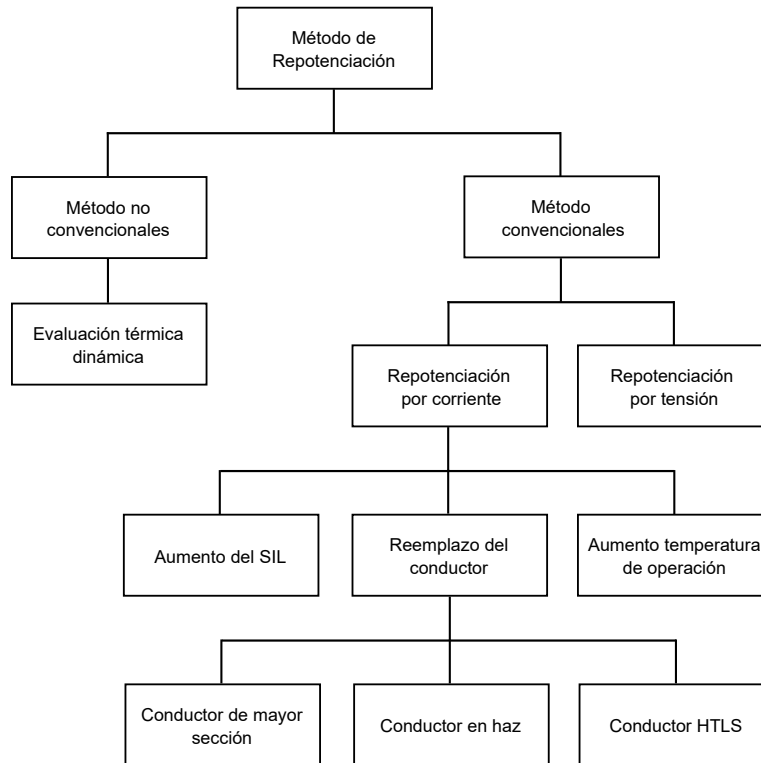 Método de
Repotenciación
Método no
convencionales
Método
convencionales
Evaluación térmica
dinámica
Repotenciación
por corriente
Repotenciación
por tensión
Aumento del SIL
Reemplazo del
conductor
Aumento temperatura
de operación
Conductor de mayor
sección
Conductor en haz
Conductor HTLS